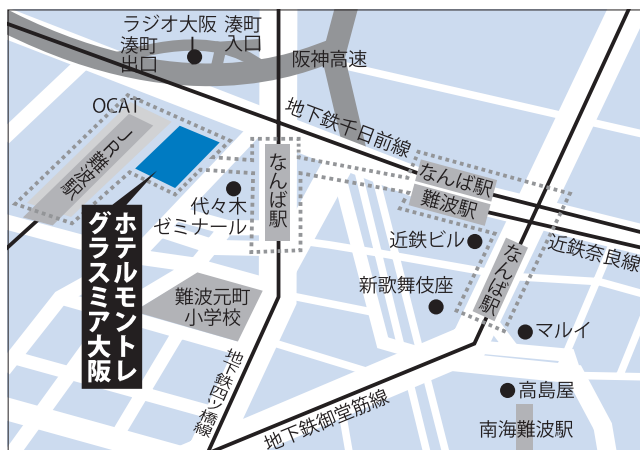 ラジオ大阪
湊町
入口
湊町
出口
阪神高速
OCAT
地下鉄千日前線
JR難波駅
なんば駅
なんば駅
難波駅
代々木
ゼミナール
近鉄ビル
近鉄奈良線
ホテルモントレ
グラスミア大阪
難波元町
小学校
新歌舞伎座
なんば駅
マルイ
地下鉄四ツ橋線
地下鉄御堂筋線
高島屋
南海難波駅